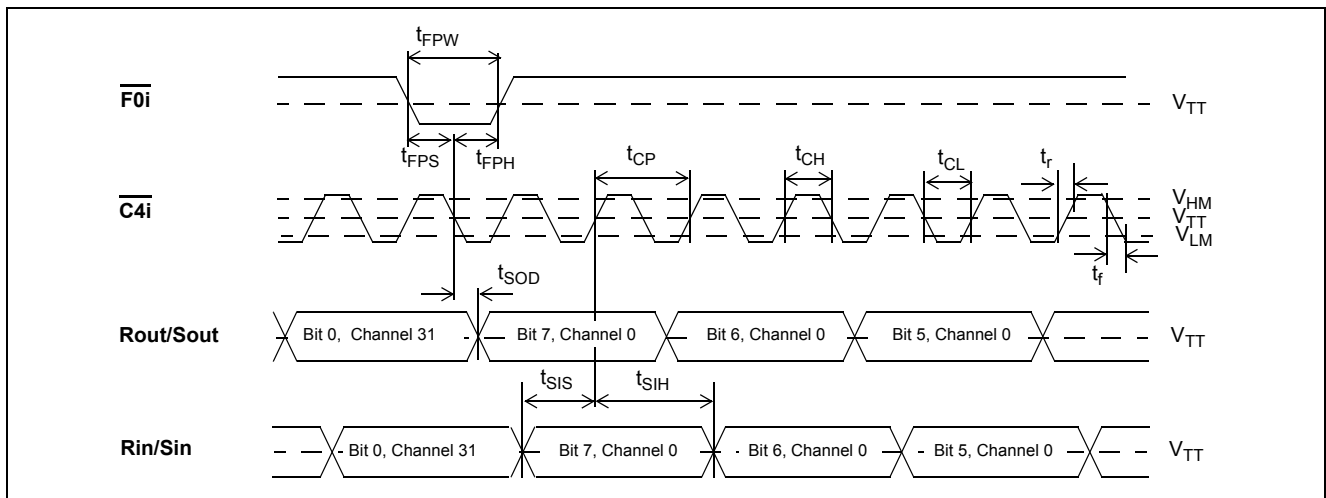 tFPW
F0i
VTT
tFPS tFPH
tCP tCH tCL tr
C4i
VHM
VTT
VLM
tSOD tf
Rout/Sout Bit 0, Channel 31 Bit 7, Channel 0 Bit 6, Channel 0 Bit 5, Channel 0 VTT
tSIS tSIH
Rin/Sin Bit 0, Channel 31 Bit 7, Channel 0 Bit 6, Channel 0 Bit 5, Channel 0 VTT